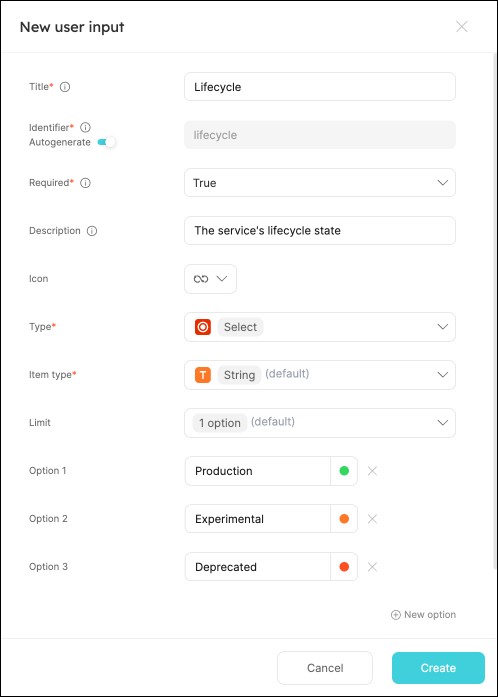 New user input
Title*
Lifecycle
Identifier*
Autogenerate
lifecycle
Required*
True
Description
The service's lifecycle state
Icon
Type*
Select
Item type*
T String (default)
Limit
1 option (default)
Option 1
Production
Option 2
Experimental
Option 3
Deprecated
New option
Cancel
Create